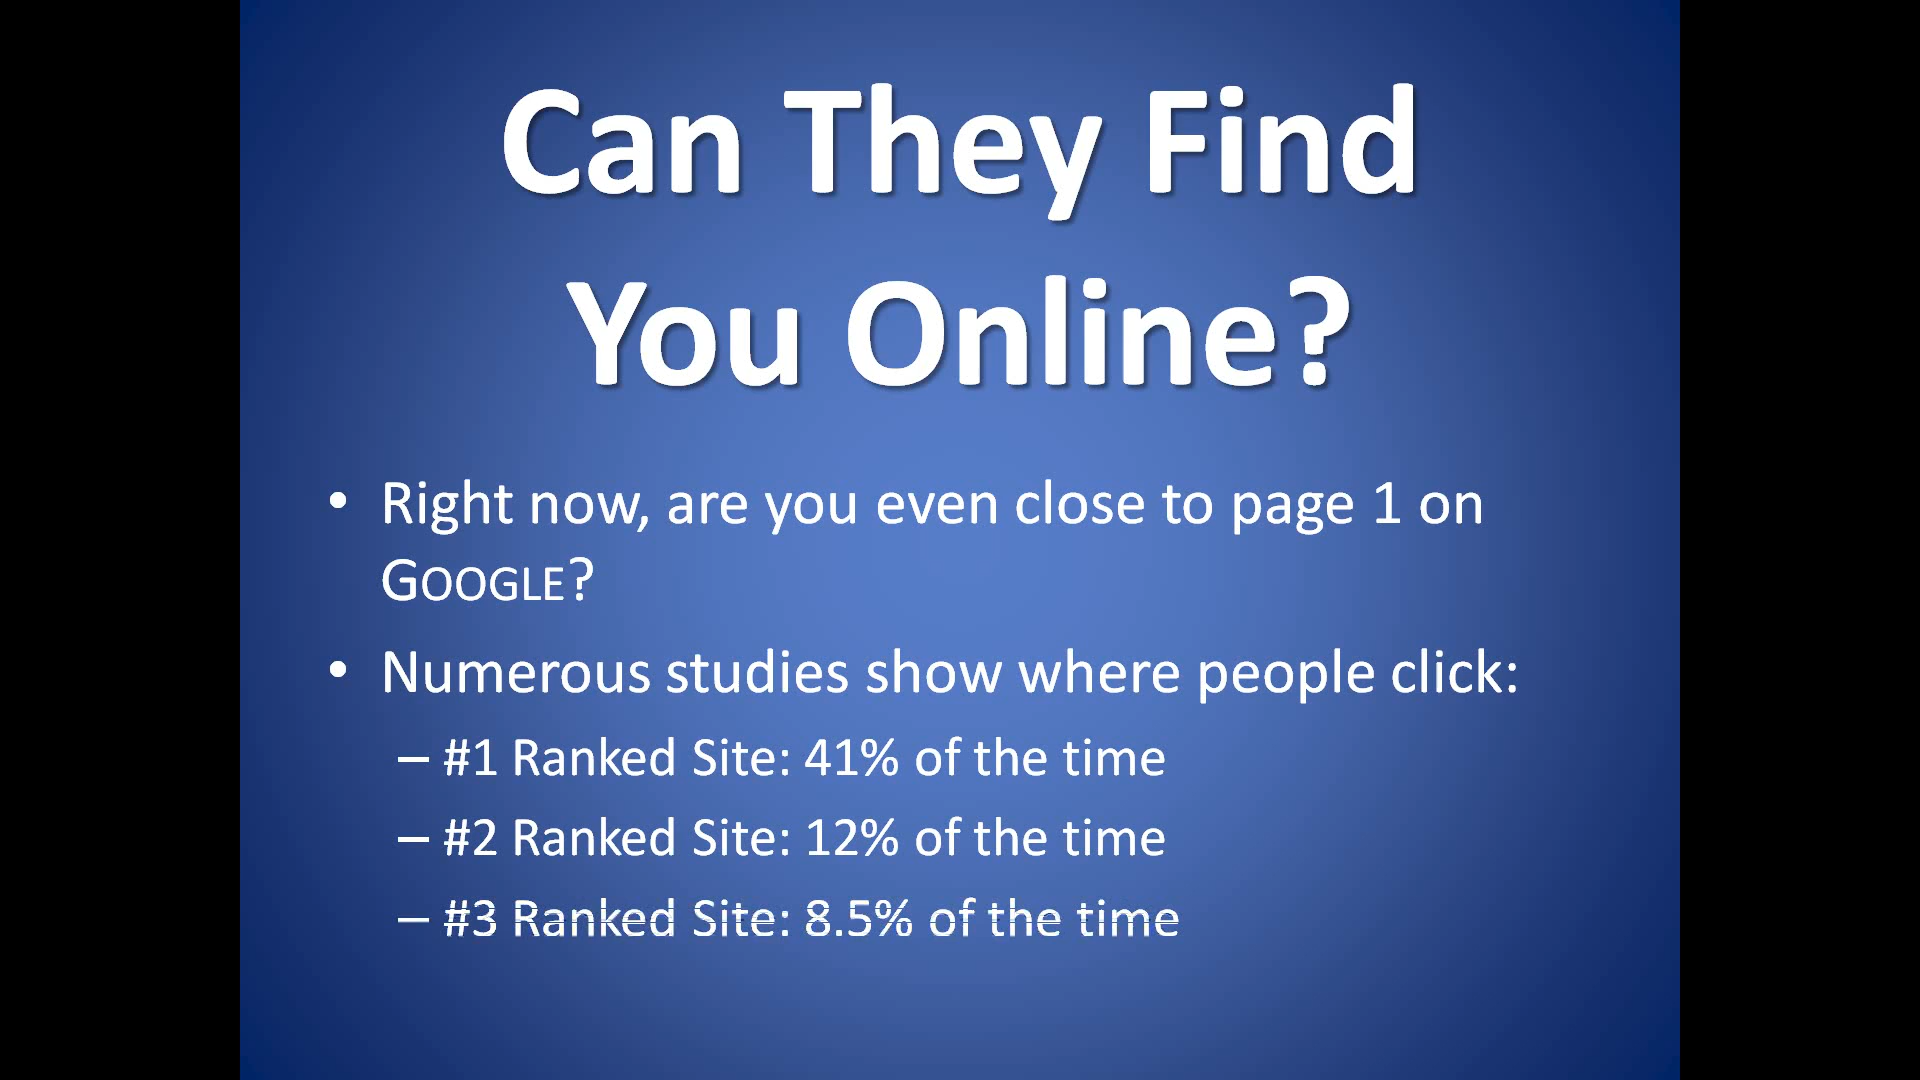 Can They Find
You Online?
• Right now, are you even close to page 1 on
GOOGLE?
• Numerous studies show where people click:
– #1 Ranked Site: 41% of the time
– #2 Ranked Site: 12% of the time
– #3 Ranked Site: 8.5% of the time